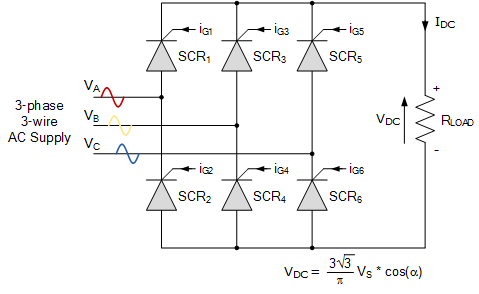 iG1
iG3
iG5
IDC
SCR1
SCR3
SCR5
VA
3-phase
3-wire
AC Supply
VB
VC
+
VDC
RLOAD
-
iG2
iG4
iG6
SCR2
SCR4
SCR6
VDC = 3√3/π VS * cos(α)